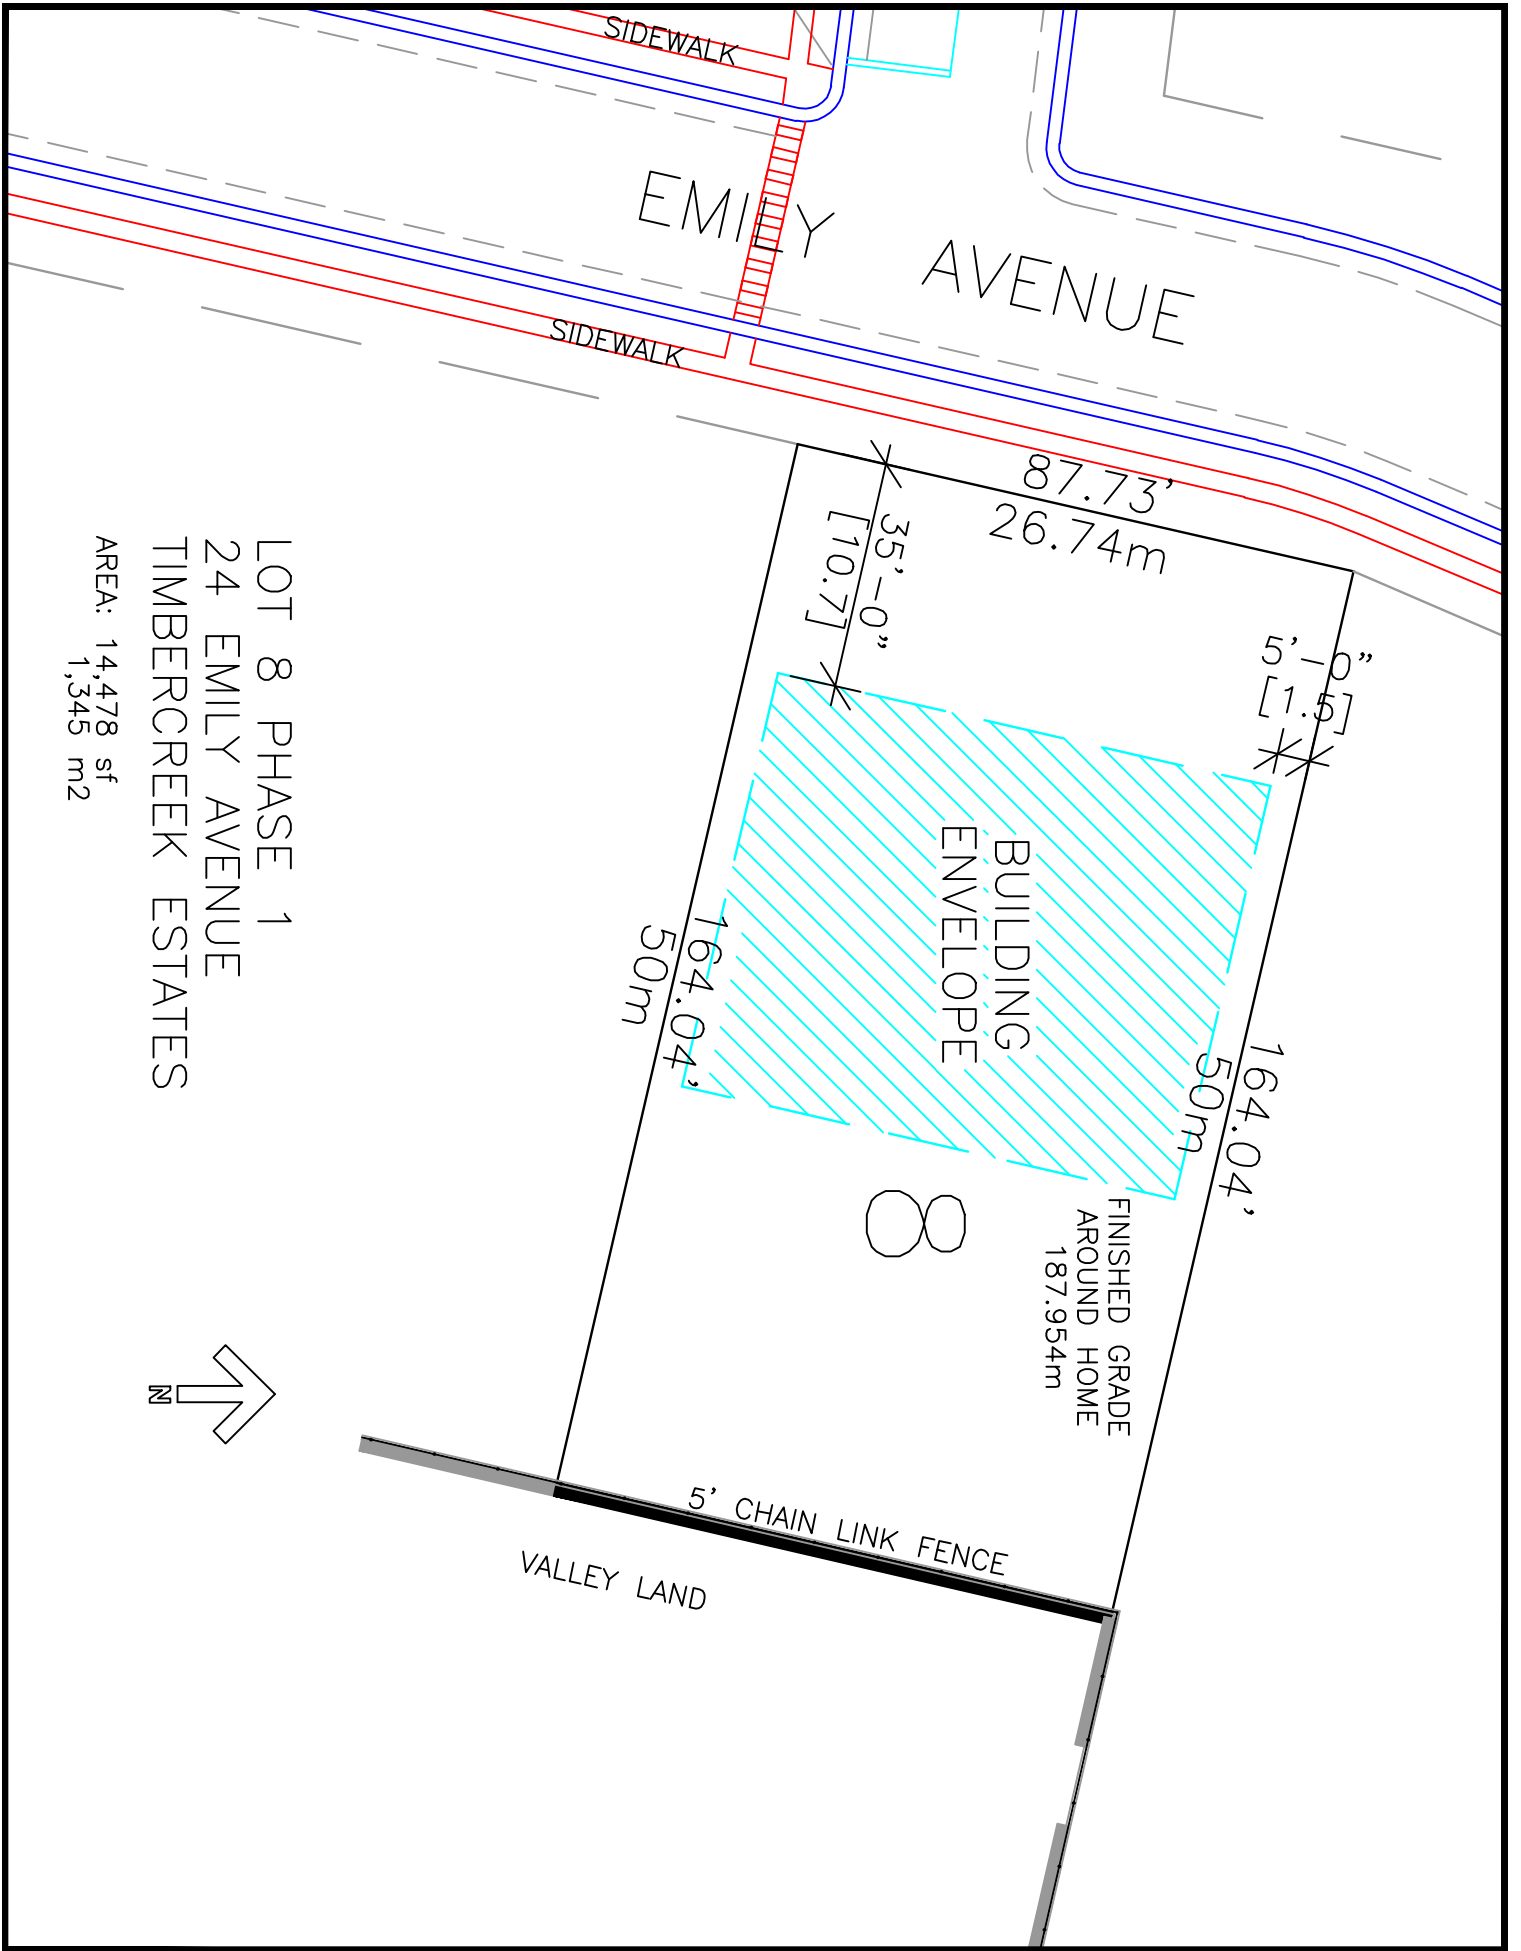 SIDEWALK
EMILY AVENUE
SIDEWALK
87.73'
26.74m
35'-0"
[10.7]
5'-0"
[1.5]
BUILDING
ENVELOPE
164.04'
50m
164.04'
50m
8
FINISHED GRADE
AROUND HOME
187.954m
5' CHAIN LINK FENCE
VALLEY LAND
LOT 8 PHASE 1
24 EMILY AVENUE
TIMBERCREEK ESTATES
AREA: 14,478 sf
1,345 m2
N